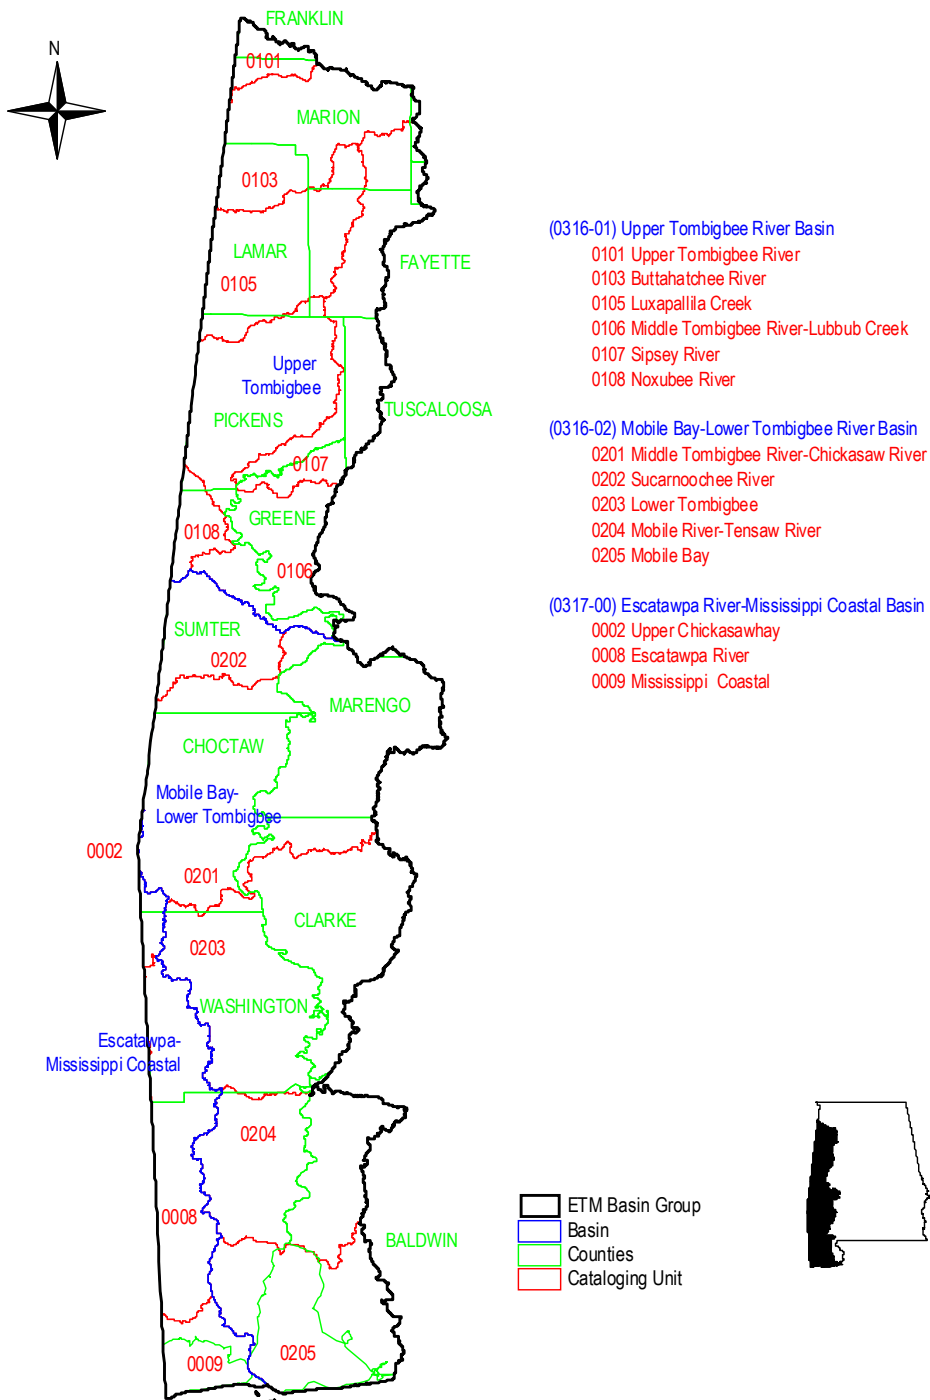 FRANKLIN
N
0101
MARION
0103
LAMAR
FAYETTE
0105
Upper
Tombigbee
PICKENS
TUSCALOOSA
0107
GREENE
0108
0106
SUMTER
0202
MARENGO
CHOCTAW
Mobile Bay-
Lower Tombigbee
0002
0201
CLARKE
0203
WASHINGTON
Escatawpa-
Mississippi Coastal
0204
0008
BALDWIN
0205
0009
(0316-01) Upper Tombigbee River Basin
0101 Upper Tombigbee River
0103 Buttahatchee River
0105 Luxapallila Creek
0106 Middle Tombigbee River-Lubbub Creek
0107 Sipsey River
0108 Noxubee River
(0316-02) Mobile Bay-Lower Tombigbee River Basin
0201 Middle Tombigbee River-Chickasaw River
0202 Sucarnoochee River
0203 Lower Tombigbee
0204 Mobile River-Tensaw River
0205 Mobile Bay
(0317-00) Escatawpa River-Mississippi Coastal Basin
0002 Upper Chickasawhay
0008 Escatawpa River
0009 Mississippi Coastal
ETM Basin Group
Basin
Counties
Cataloging Unit